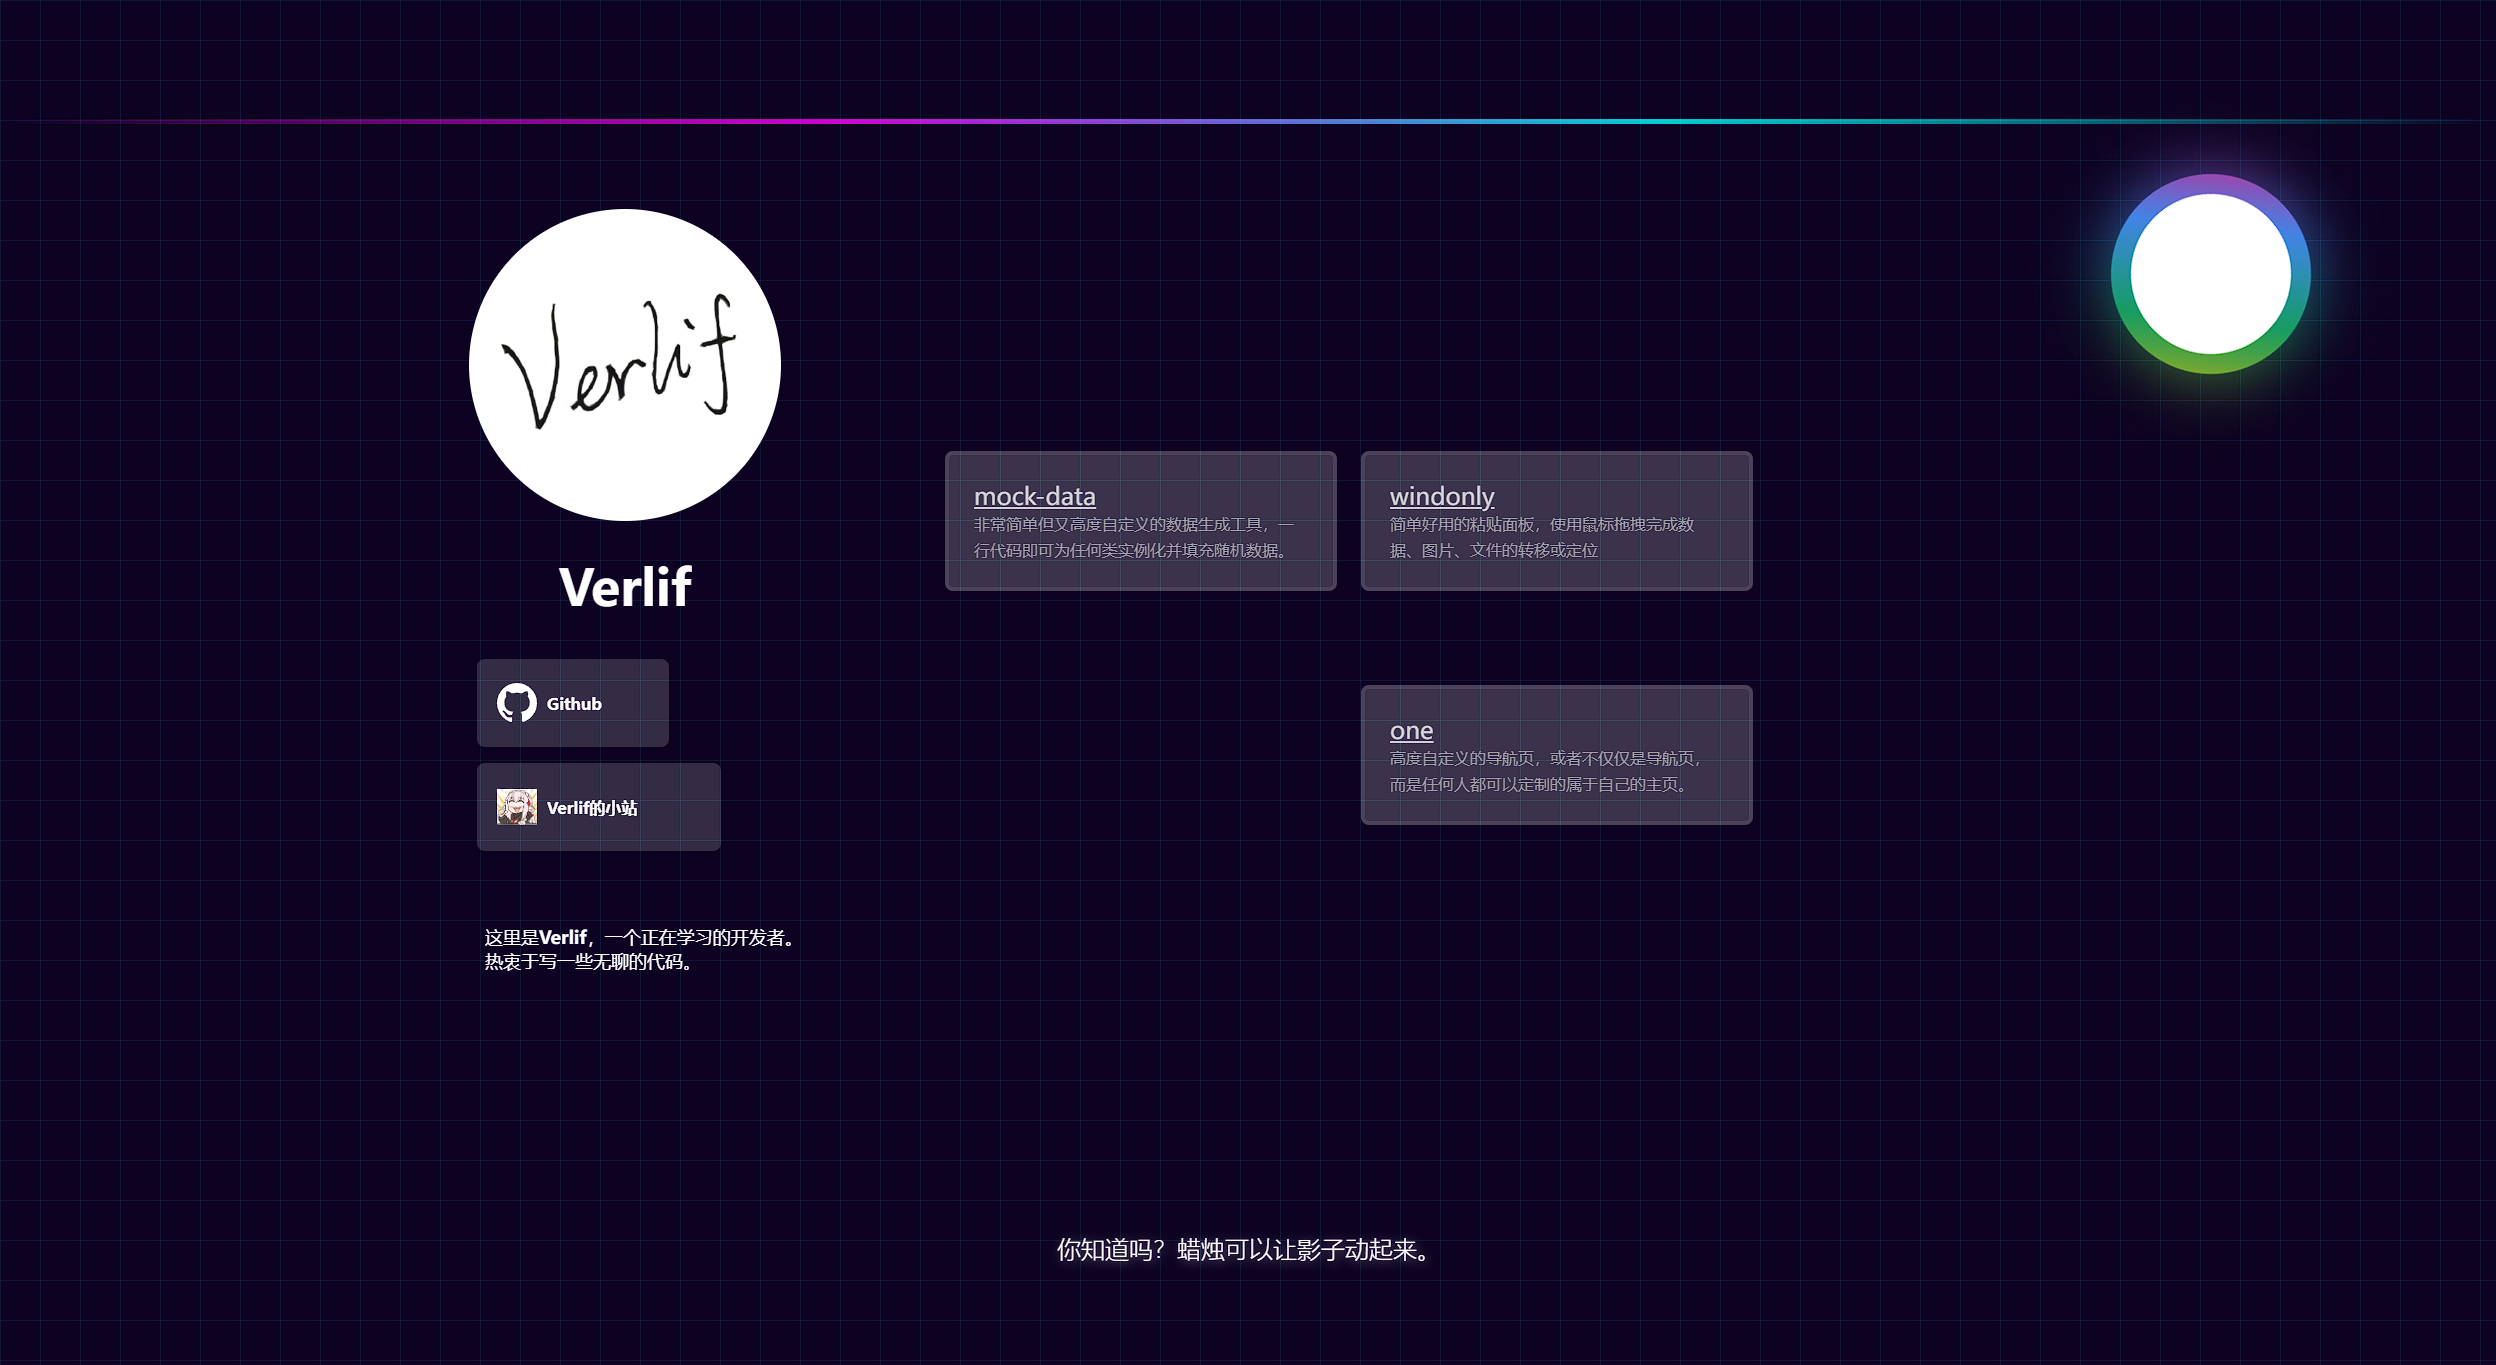 Verlif
Verlif
Github
Verlif的小站
这里是Verlif，一个正在学习的开发者。
热衷于写一些无聊的代码。
mock-data
非常简单但又高度自定义的数据生成工具，一
行代码即可为任何类实例化并填充随机数据。
windonly
简单好用的粘贴面板，使用鼠标拖拽完成数
据、图片、文件的转移或定位
one
高度自定义的导航页，或者不仅仅是导航页，
而是任何人都可以定制的属于自己的主页。
你知道吗？蜡烛可以让影子动起来。